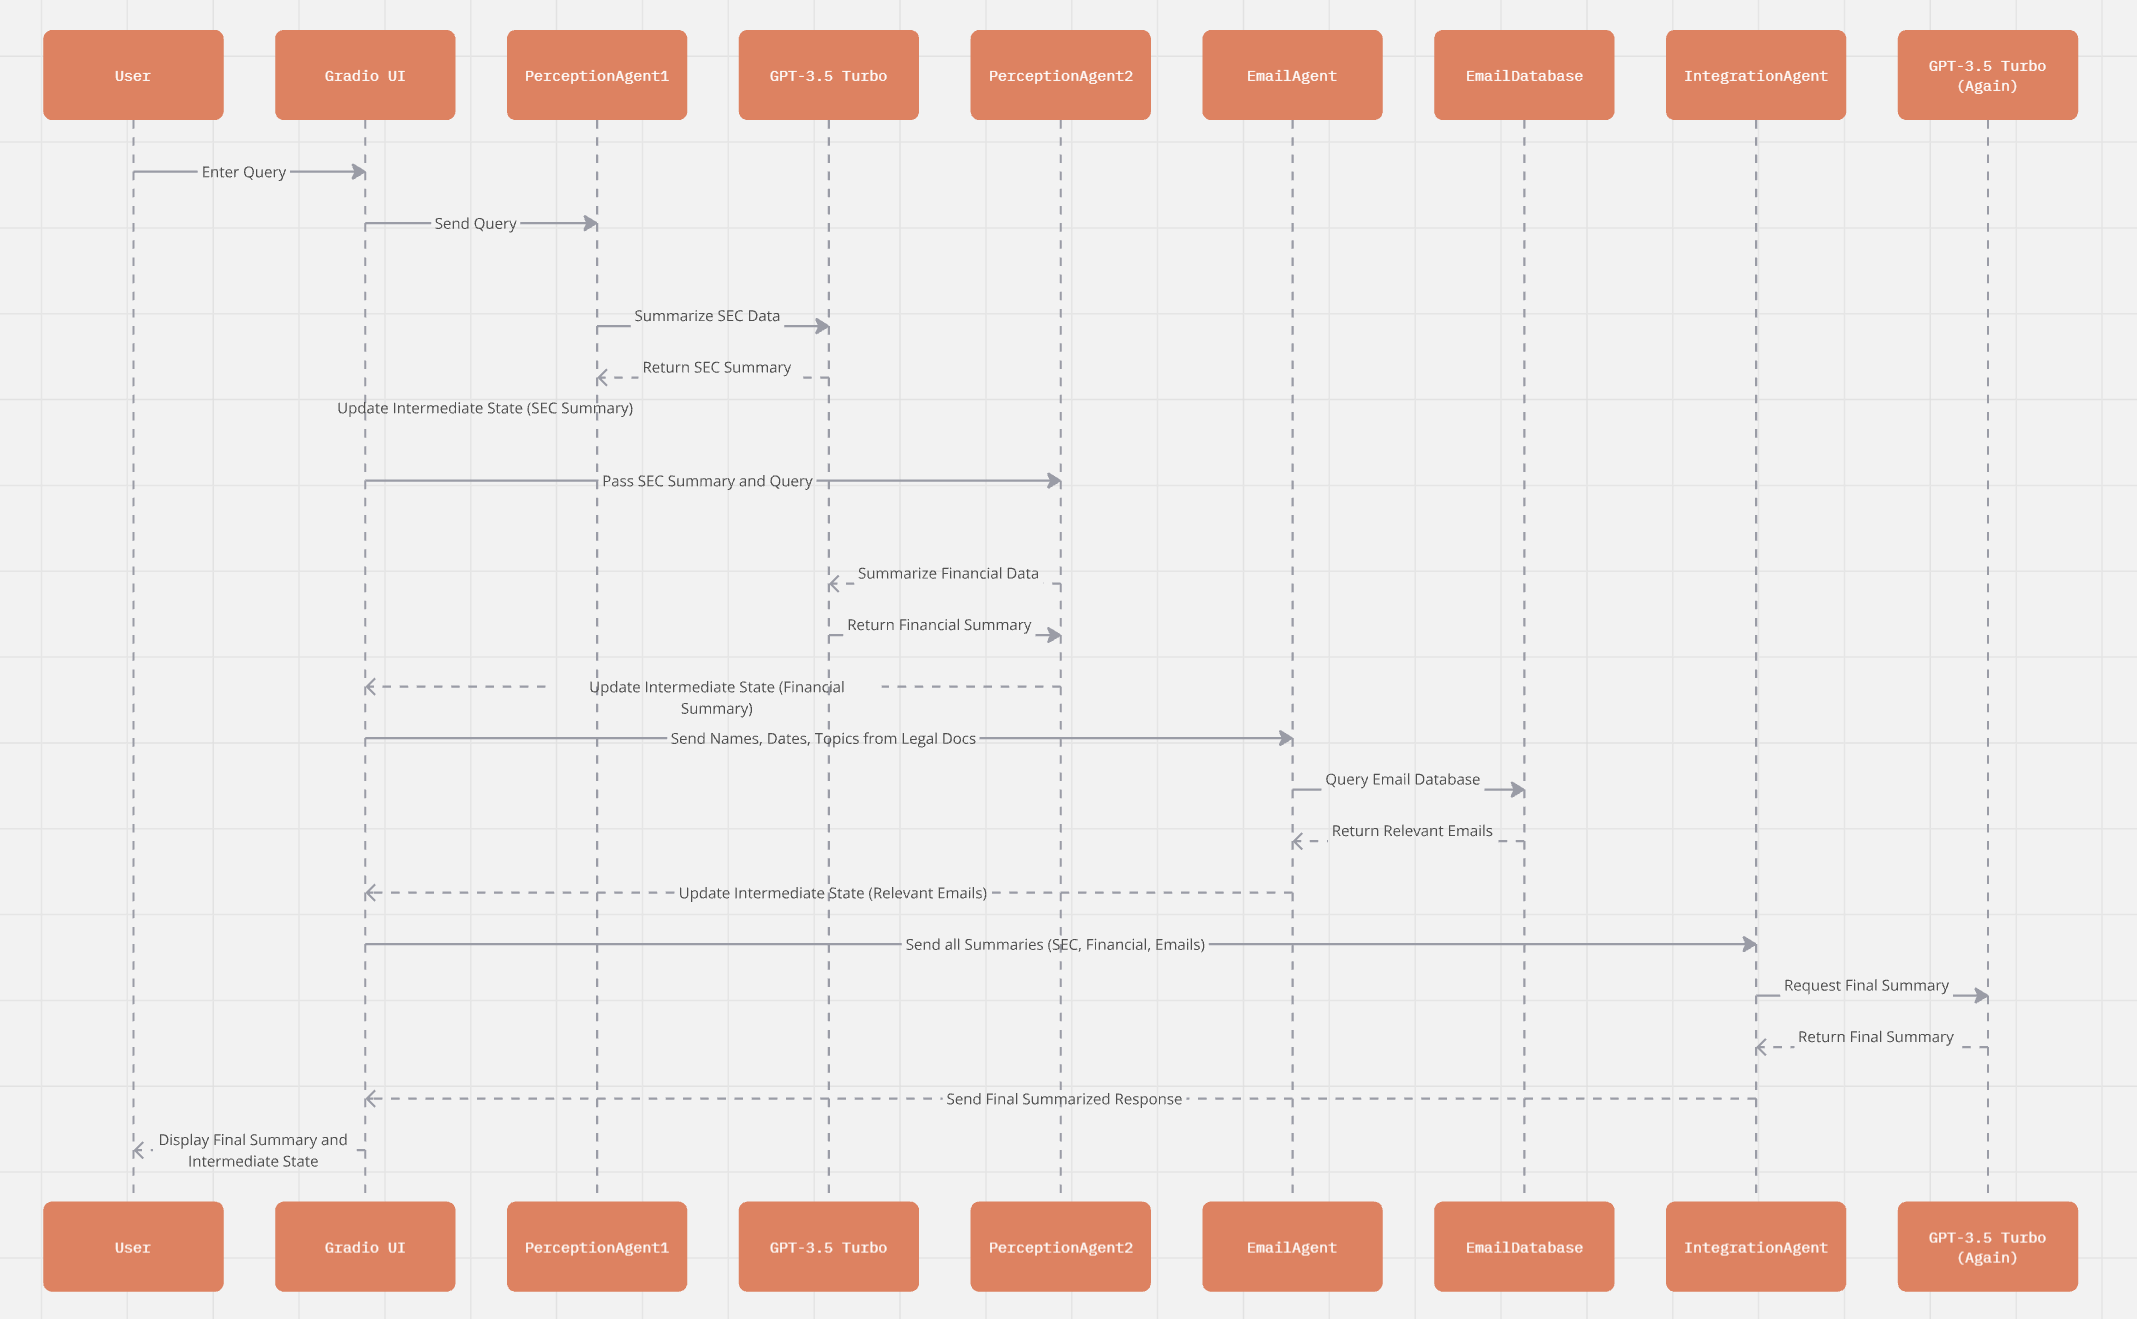 User
Gradio UI
PerceptionAgent1
GPT-3.5 Turbo
PerceptionAgent2
EmailAgent
EmailDatabase
IntegrationAgent
GPT-3.5 Turbo
(Again)
Enter Query
Send Query
Summarize SEC Data
Return SEC Summary
Update Intermediate State (SEC Summary)
Pass SEC Summary and Query
Summarize Financial Data
Return Financial Summary
Update Intermediate State (Financial
Summary)
Send Names, Dates, Topics from Legal Docs
Query Email Database
Return Relevant Emails
Update Intermediate State (Relevant Emails)
Send all Summaries (SEC, Financial, Emails)
Request Final Summary
Return Final Summary
Send Final Summarized Response
Display Final Summary and
Intermediate State
User
Gradio UI
PerceptionAgent1
GPT-3.5 Turbo
PerceptionAgent2
EmailAgent
EmailDatabase
IntegrationAgent
GPT-3.5 Turbo
(Again)